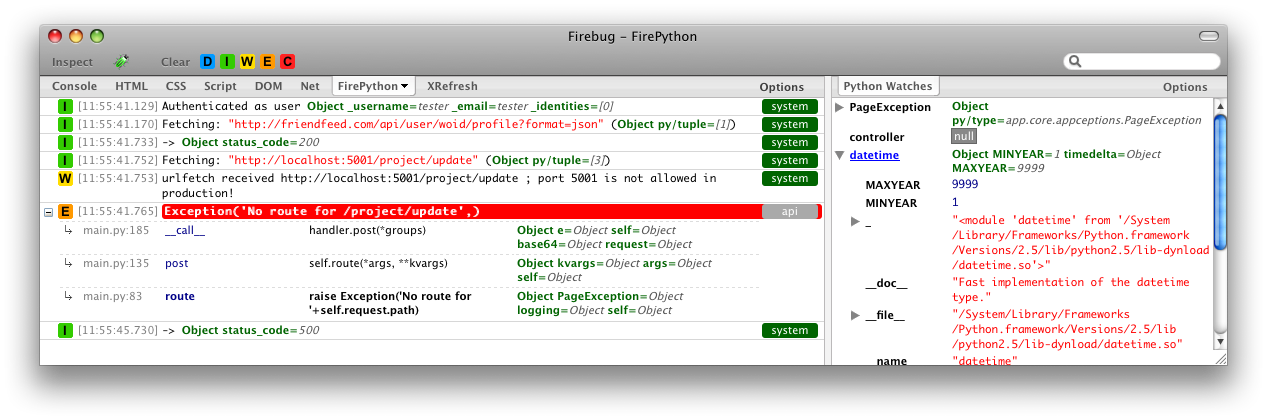 Firebug - FirePython
Inspect Clear D I W E C
Console HTML CSS Script DOM Net FirePython XRefresh Options
I [11:55:41.129] Authenticated as user Object _username=tester _email=tester _identities=[0] system
I [11:55:41.170] Fetching: "http://friendfeed.com/api/user/woid/profile?format=json" (Object py/tuple=[1]) system
I [11:55:41.733] -> Object status_code=200 system
I [11:55:41.752] Fetching: "http://localhost:5001/project/update" (Object py/tuple=[3]) system
W [11:55:41.753] urlfetch received http://localhost:5001/project/update ; port 5001 is not allowed in system
production!
E [11:55:41.765] Exception('No route for /project/update',) api
main.py:185 __call__ handler.post(*groups) Object e=Object self=Object
base64=Object request=Object
main.py:135 post self.route(*args, **kvargs) Object kvargs=Object args=Object
self=Object
main.py:83 route raise Exception('No route for Object PageException=Object
'+self.request.path) logging=Object self=Object
I [11:55:45.730] -> Object status_code=500 system
Python Watches Options
PageException Object
py/type=app.core.appceptions.PageException
controller null
datetime Object MINYEAR=1 timedelta=Object
MAXYEAR=9999
MAXYEAR 9999
MINYEAR 1
_ "<module 'datetime' from '/System
/Library/Frameworks/Python.framework
/Versions/2.5/lib/python2.5/lib-dynload
/datetime.so'>"
__doc__ "Fast implementation of the datetime
type."
__file__ "/System/Library/Frameworks
/Python.framework/Versions/2.5/lib
/python2.5/lib-dynload/datetime.so"
name "datetime"